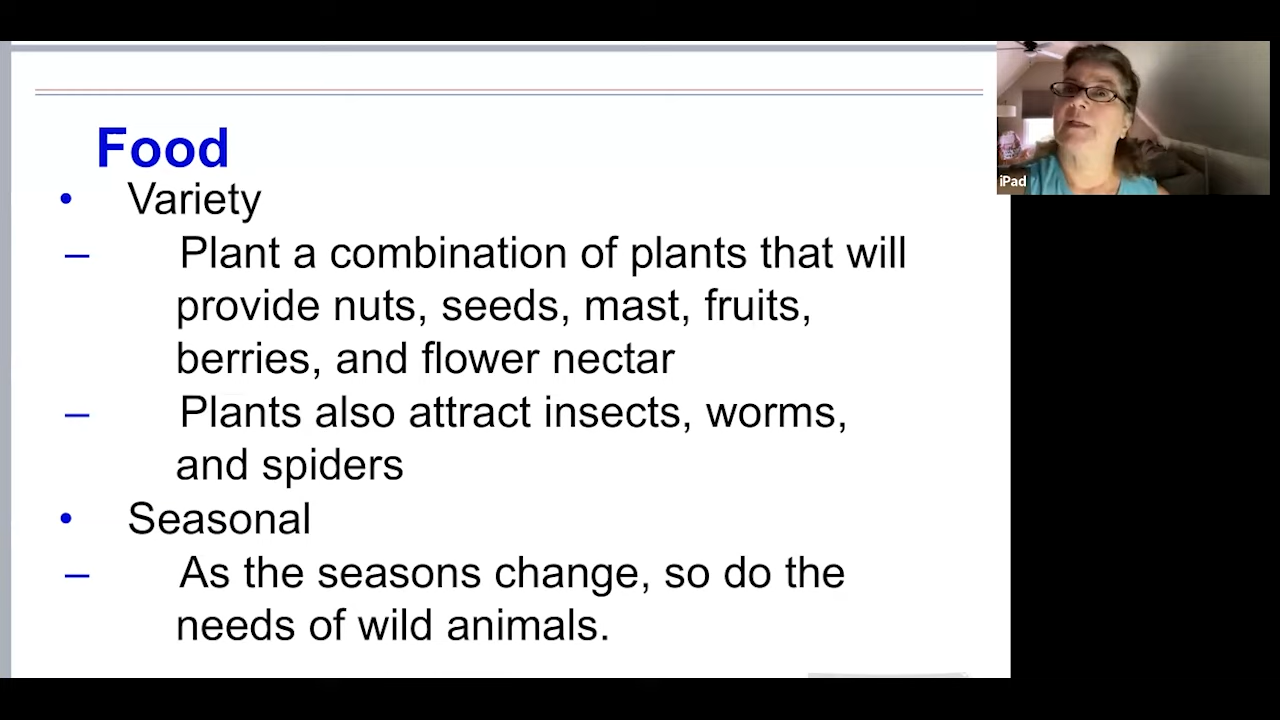 Food
• Variety
– Plant a combination of plants that will
provide nuts, seeds, mast, fruits,
berries, and flower nectar
– Plants also attract insects, worms,
and spiders
• Seasonal
– As the seasons change, so do the
needs of wild animals.
iPad